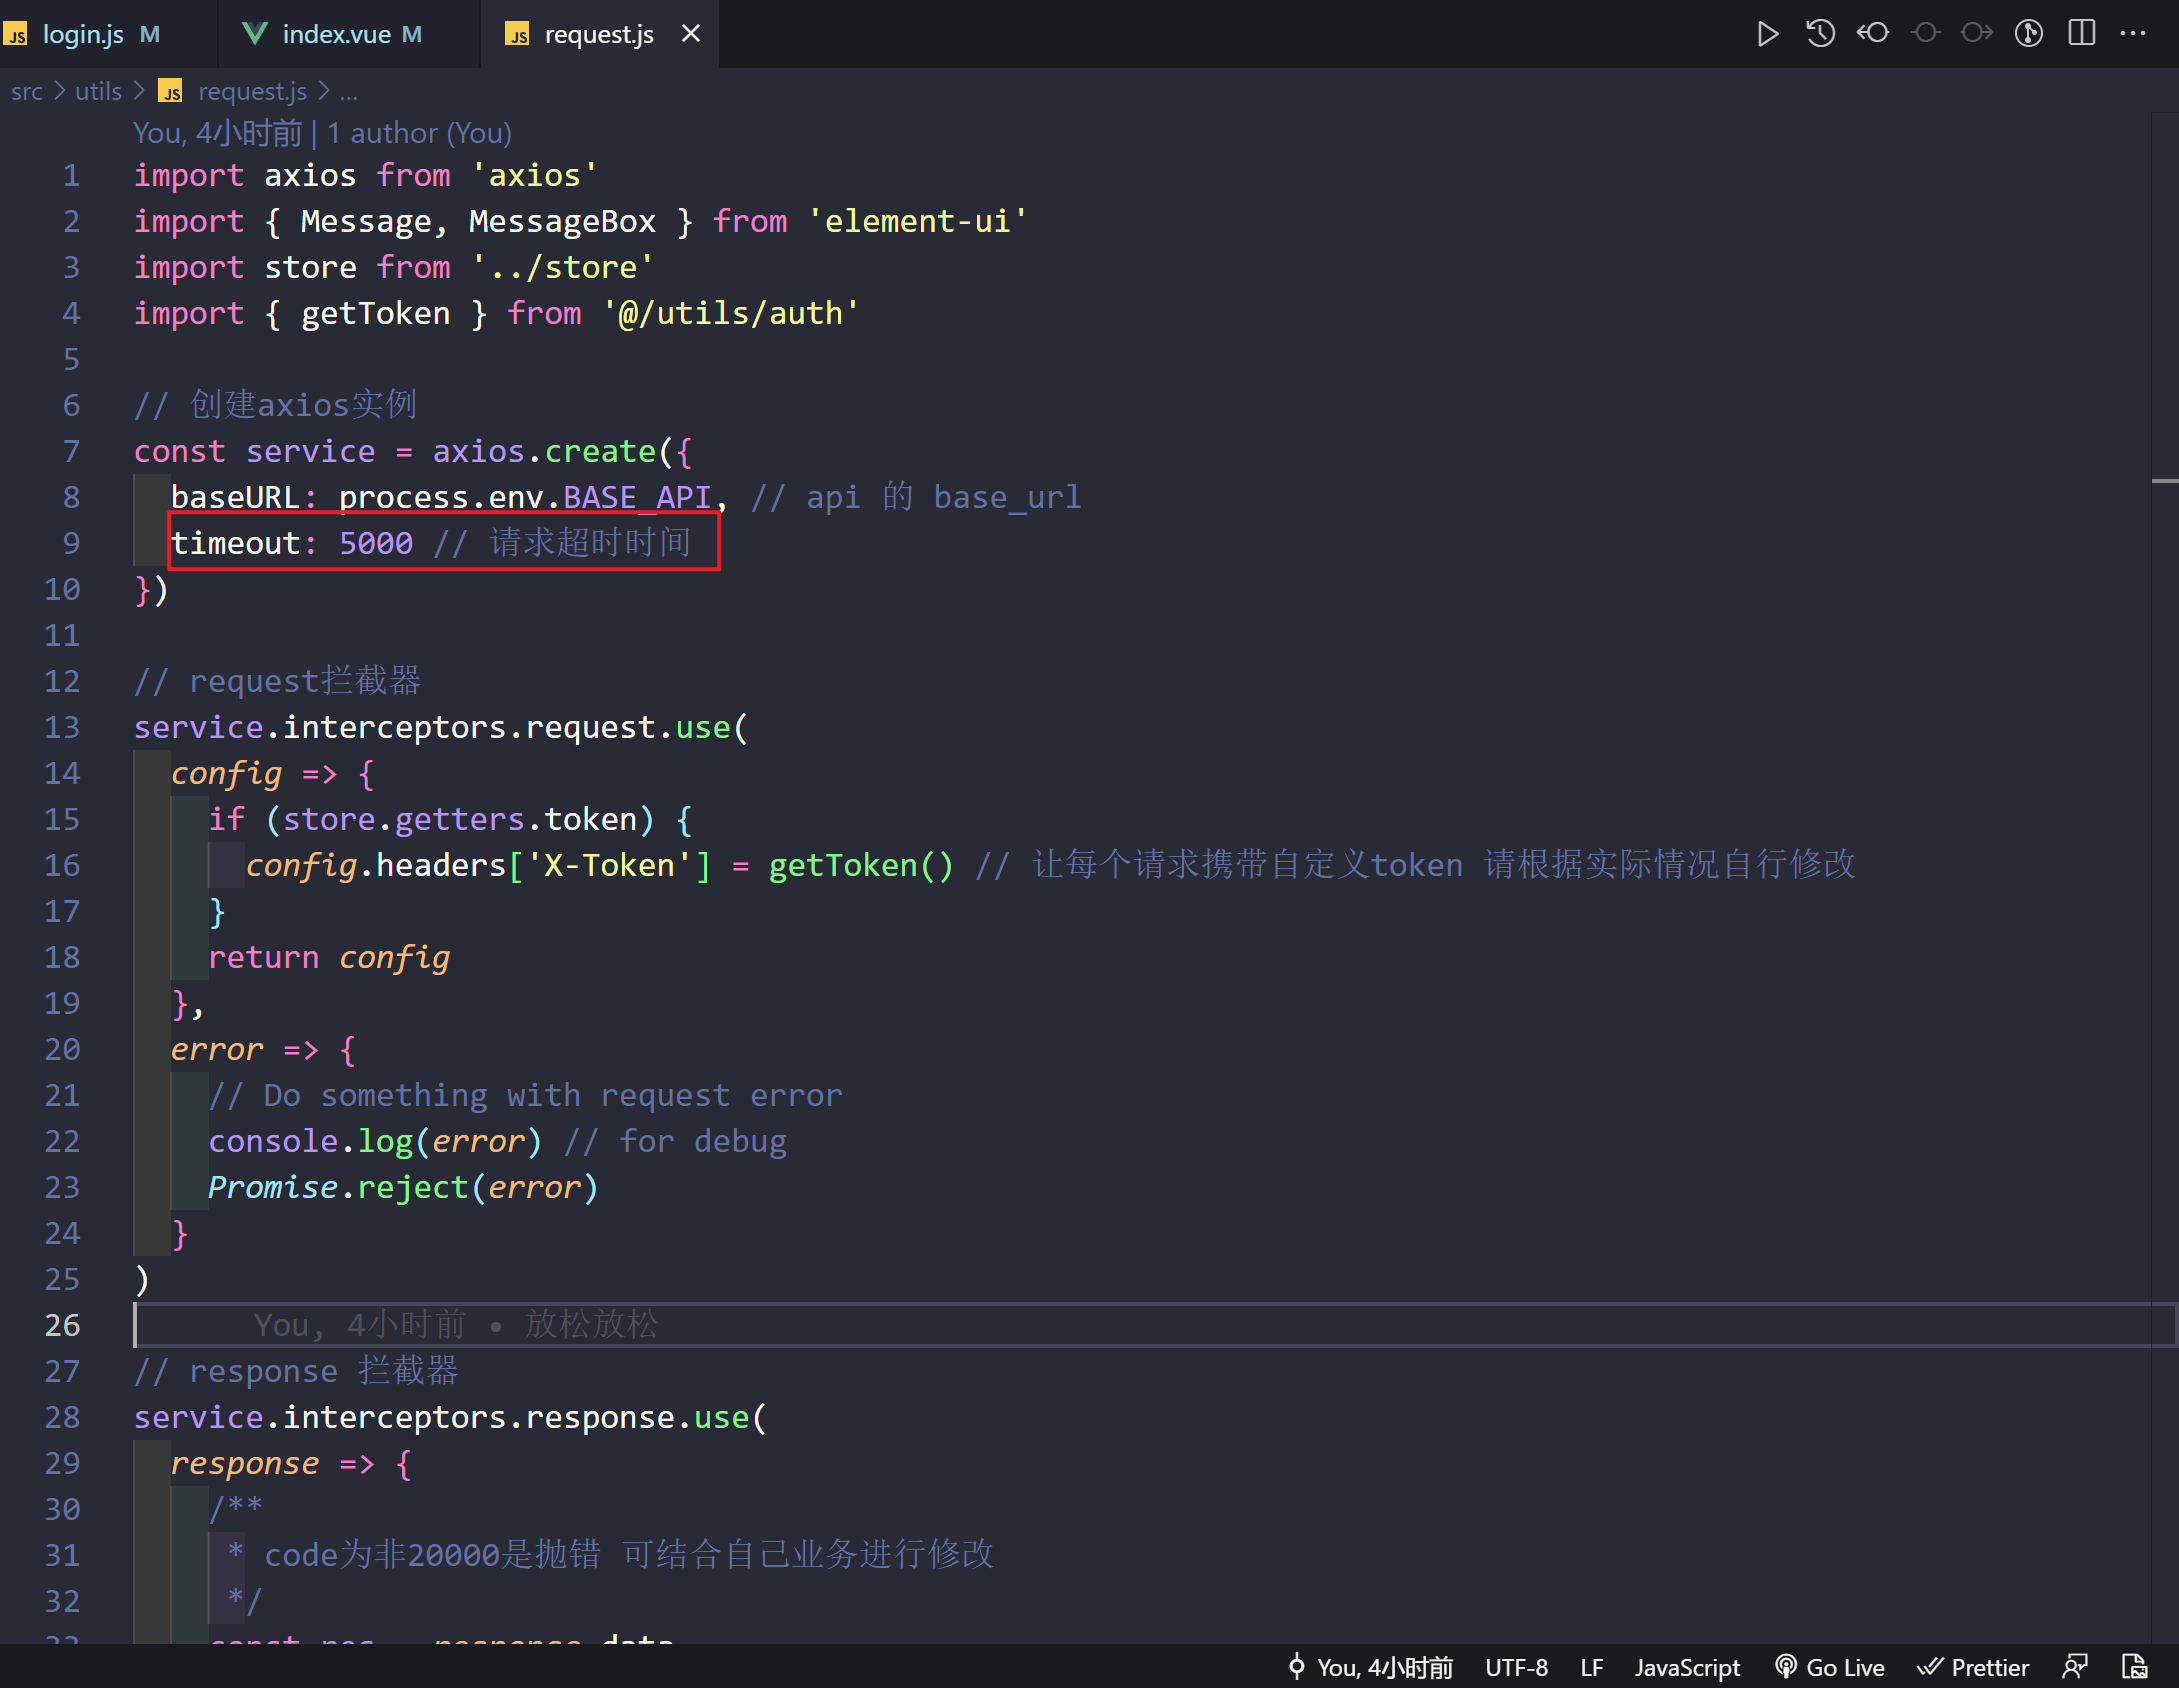 JS login.js M index.vue M JS request.js
src > utils > JS request.js > ...
You, 4小时前 | 1 author (You)
1 import axios from 'axios'
2 import { Message, MessageBox } from 'element-ui'
3 import store from '../store'
4 import { getToken } from '@/utils/auth'
5
6 // 创建axios实例
7 const service = axios.create({
8 baseURL: process.env.BASE_API, // api 的 base_url
9 timeout: 5000 // 请求超时时间
10 })
11
12 // request拦截器
13 service.interceptors.request.use(
14 config => {
15 if (store.getters.token) {
16 config.headers['X-Token'] = getToken() // 让每个请求携带自定义token 请根据实际情况自行修改
17 }
18 return config
19 },
20 error => {
21 // Do something with request error
22 console.log(error) // for debug
23 Promise.reject(error)
24 }
25 )
26 You, 4小时前 • 放松放松
27 // response 拦截器
28 service.interceptors.response.use(
29 response => {
30 /**
31 * code为非20000是抛错 可结合自己业务进行修改
32 */
33 const res = response.data
You, 4小时前 UTF-8 LF JavaScript Go Live Prettier